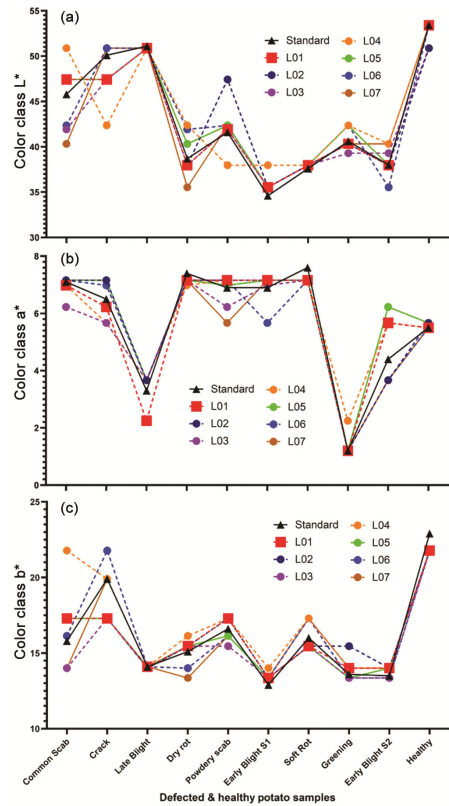 (a)
Color class L*
55
50
45
40
35
30
Standard
L01
L02
L03
L04
L05
L06
L07
(b)
Color class a*
8
6
4
2
0
Standard
L01
L02
L03
L04
L05
L06
L07
(c)
Color class b*
25
20
15
10
Standard
L01
L02
L03
L04
L05
L06
L07
Common Scab
Crack
Late Blight
Dry rot
Powdery scab
Early Blight S1
Soft Rot
Greening
Early Blight S2
Healthy
Defected & healthy potato samples